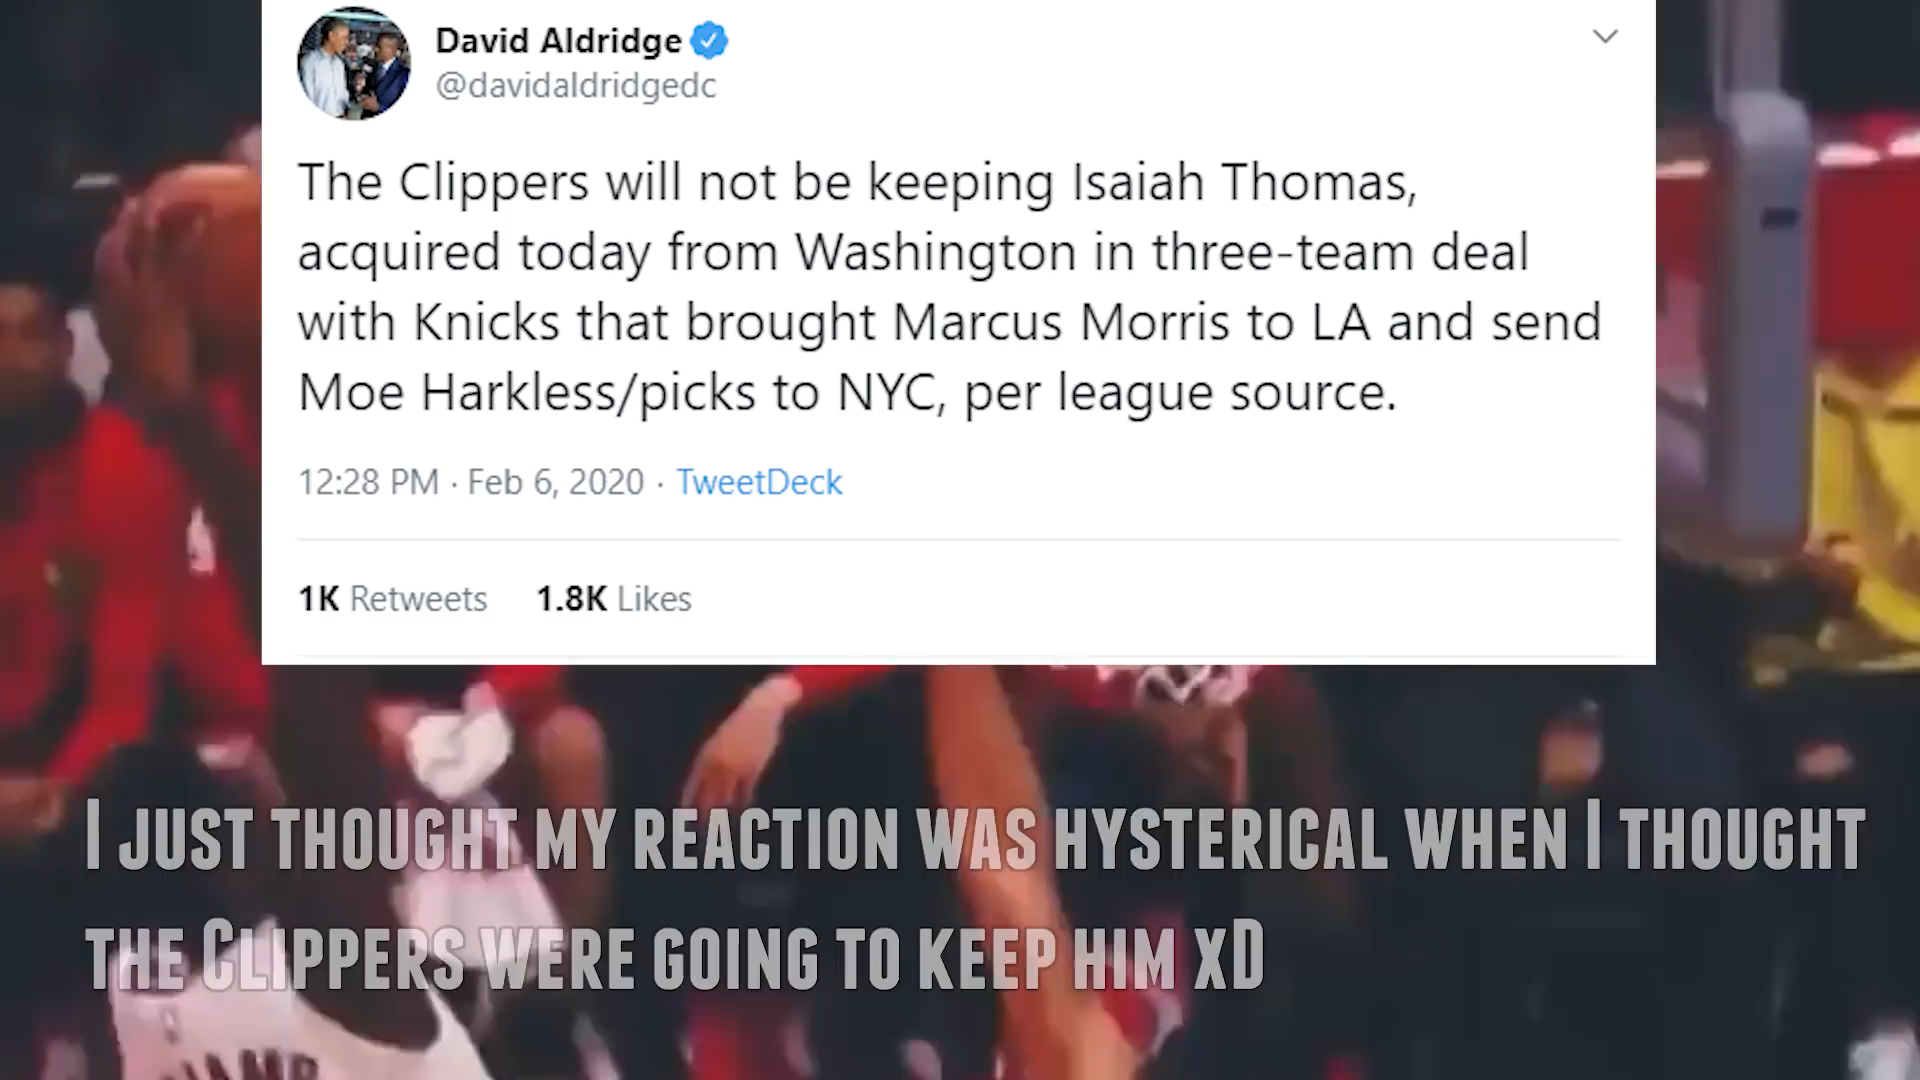 David Aldridge
@davidaldridgedc
The Clippers will not be keeping Isaiah Thomas,
acquired today from Washington in three-team deal
with Knicks that brought Marcus Morris to LA and send
Moe Harkless/picks to NYC, per league source.
12:28 PM · Feb 6, 2020 · TweetDeck
1K Retweets 1.8K Likes
I just thought my reaction was hysterical when I thought
the Clippers were going to keep him xD